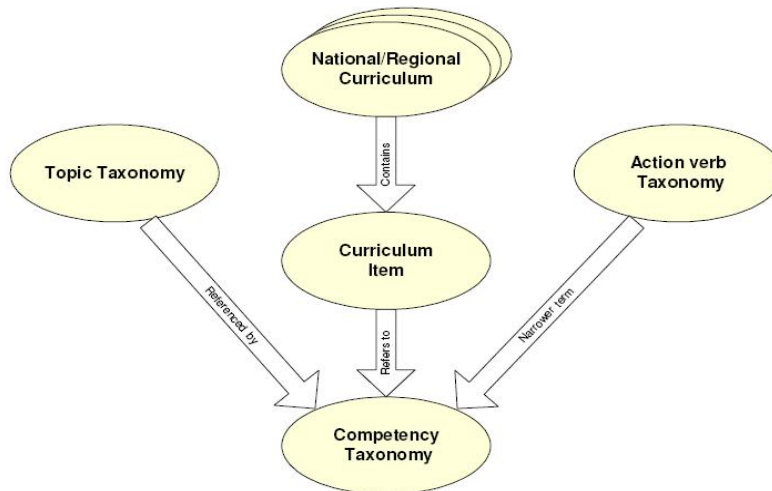 National/Regional
Curriculum
Contains
Topic Taxonomy
Action verb
Taxonomy
Curriculum
Item
Referenced by
Refers to
Narrower term
Competency
Taxonomy